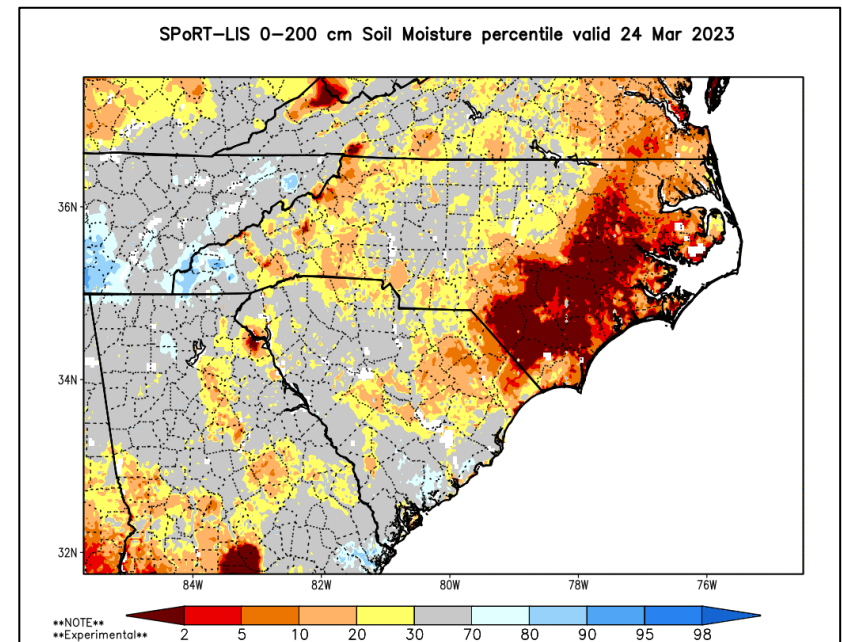 SPoRT-LIS 0-200 cm Soil Moisture percentile valid 24 Mar 2023
36N
34N
32N
84W 82W 80W 78W 76W
**NOTE**
**Experimental**
2 5 10 20 30 70 80 90 95 98